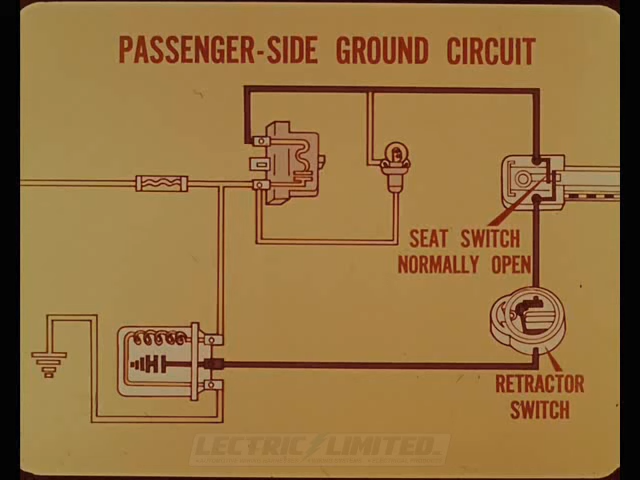 PASSENGER-SIDE GROUND CIRCUIT
SEAT SWITCH
NORMALLY OPEN
RETRACTOR
SWITCH
LECTRIC LIMITED.